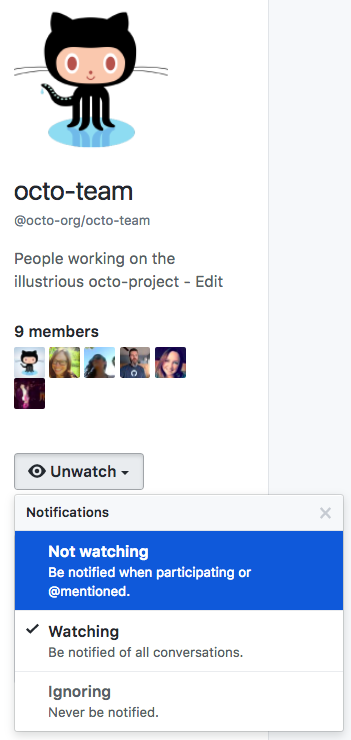 octo-team
@octo-org/octo-team
People working on the
illustrious octo-project - Edit
9 members
Unwatch
Notifications
Not watching
Be notified when participating or
@mentioned.
Watching
Be notified of all conversations.
Ignoring
Never be notified.